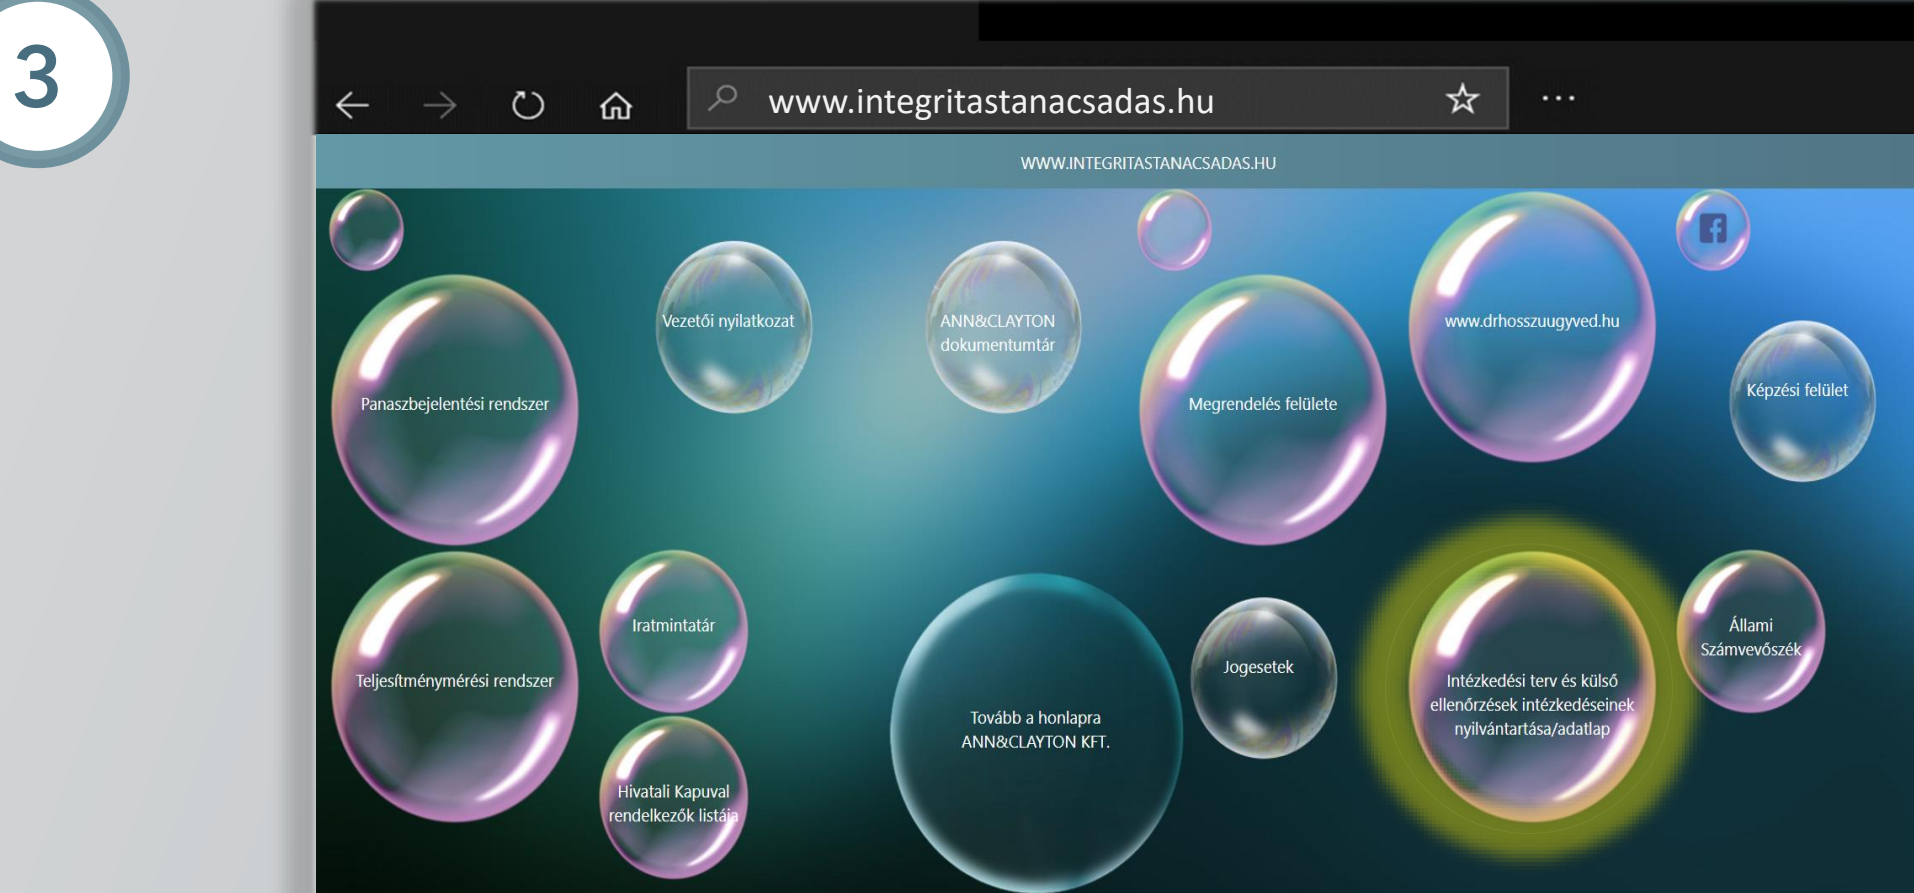 3
www.integritastanacsadas.hu
WWW.INTEGRITASTANACSADAS.HU
Vezetői nyilatkozat
ANN&CLAYTON
dokumentumtár
www.drhosszuugyved.hu
Panaszbejelentési rendszer
Megrendelés felülete
Képzési felület
Teljesítménymérési rendszer
Iratmintatár
Hivatali Kapuval
rendelkezők listája
Tovább a honlapra
ANN&CLAYTON KFT.
Jogesetek
Intézkedési terv és külső
ellenőrzések intézkedéseinek
nyilvántartása/adatlap
Állami
Számvevőszék